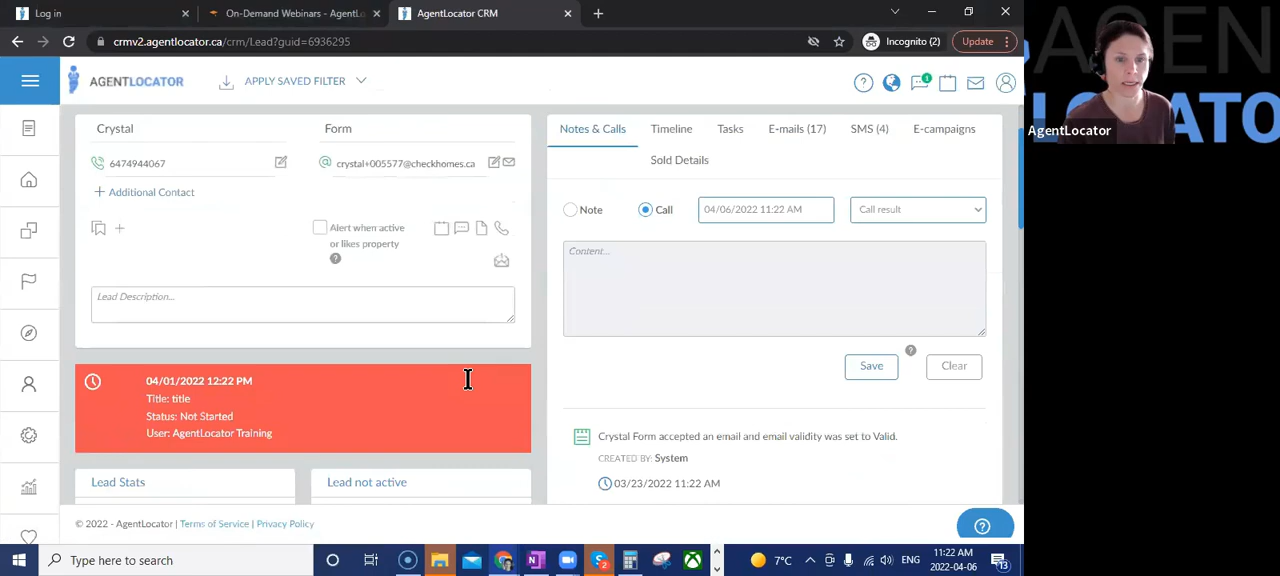 Log in
On-Demand Webinars - AgentLo
AgentLocator CRM
crmv2.agentlocator.ca/crm/Lead?guid=6936295
Incognito (2)
Update
AGENTLOCATOR
APPLY SAVED FILTER
1
AgentLocator
Crystal
Form
6474944067
crystal+005577@checkhomes.ca
Additional Contact
Alert when active
or likes property
Lead Description...
04/01/2022 12:22 PM
Title: title
Status: Not Started
User: AgentLocator Training
Lead Stats
Lead not active
Notes & Calls
Timeline
Tasks
E-mails (17)
SMS (4)
E-campaigns
Sold Details
Note
Call
04/06/2022 11:22 AM
Call result
Content...
Save
Clear
Crystal Form accepted an email and email validity was set to Valid.
CREATED BY: System
03/23/2022 11:22 AM
© 2022 - AgentLocator | Terms of Service | Privacy Policy
Type here to search
7°C
ENG
11:22 AM
2022-04-06
13